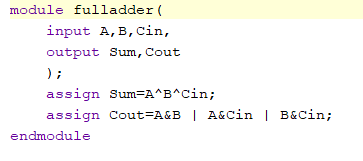 module fulladder(
    input A,B,Cin,
    output Sum,Cout
    );
    assign Sum=A^B^Cin;
    assign Cout=A&B | A&Cin | B&Cin;
endmodule